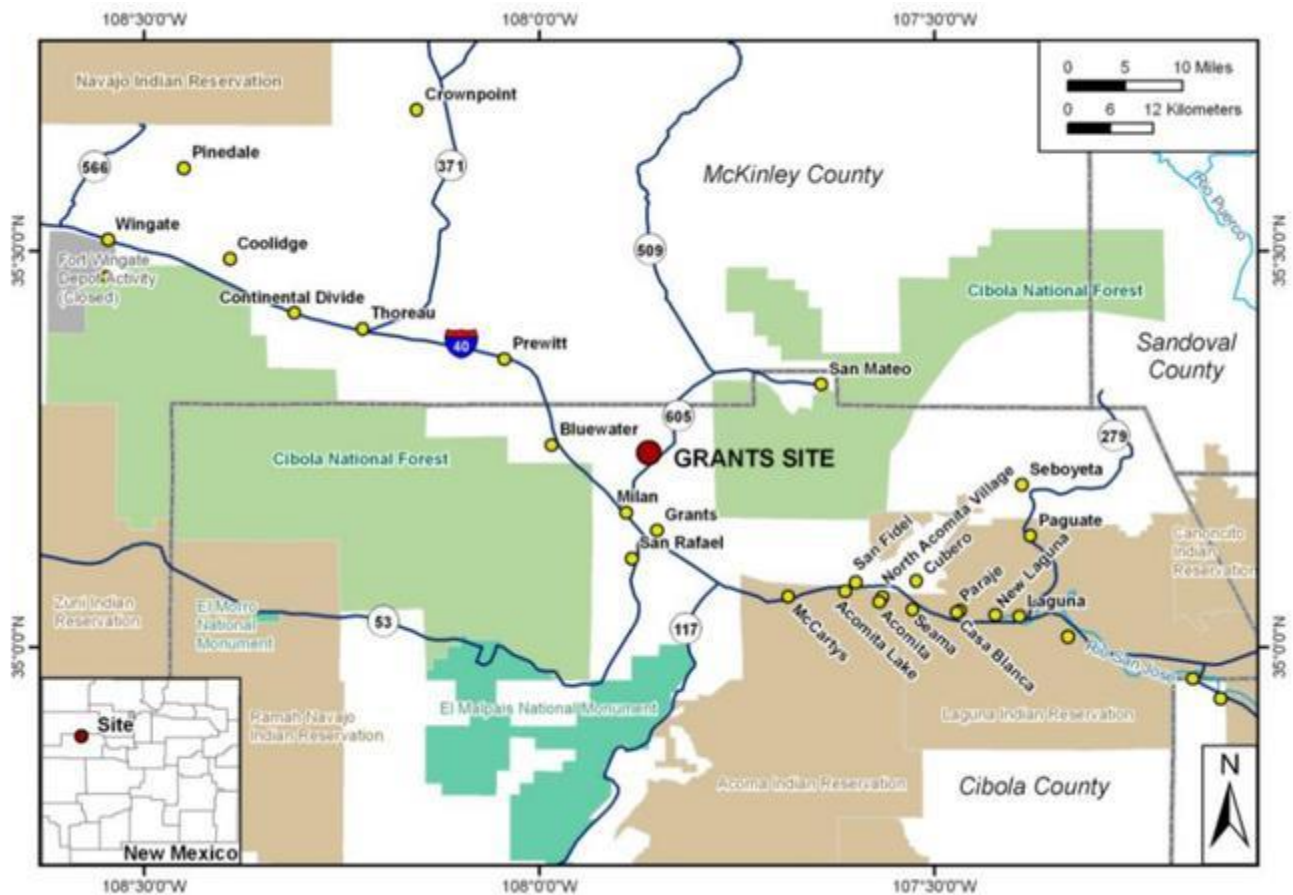 108°30'0"W
108°0'0"W
107°30'0"W
Navajo Indian Reservation
0 5 10 Miles
0 6 12 Kilometers
Crownpoint
566
Pinedale
371
McKinley County
Rio Puerco
Wingate
Coolidge
509
35°30'0"N
35°30'0"N
Fort Wingate
Depot Activity
(Closed)
Continental Divide
Thoreau
40
Prewitt
Cibola National Forest
Sandoval
County
San Mateo
605
279
Bluewater
GRANTS SITE
Cibola National Forest
Seboyeta
Milan
Grants
San Rafael
Paguate
Canoncito
Indian
Reservation
San Fidel
North Acomita Village
Cubero
Paraje
New Laguna
Laguna
McCartys
Acomita Lake
Acomita
Seama
Casa Blanca
Zuni Indian
Reservation
El Morro
National
Monument
53
117
35°0'0"N
35°0'0"N
Rio San Jose
Site
Ramah Navajo
Indian Reservation
El Malpais National Monument
Laguna Indian Reservation
Acoma Indian Reservation
Cibola County
N
New Mexico
108°30'0"W
108°0'0"W
107°30'0"W